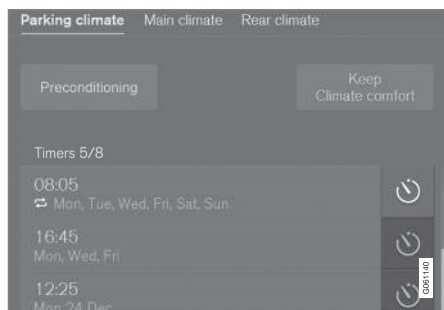 Parking climate Main climate Rear climate
Preconditioning
Keep
Climate comfort
Timers 5/8
08:05
Mon, Tue, Wed, Fri, Sat, Sun
16:45
Mon, Wed, Fri
12:25
Mon 24 Dec
G061140